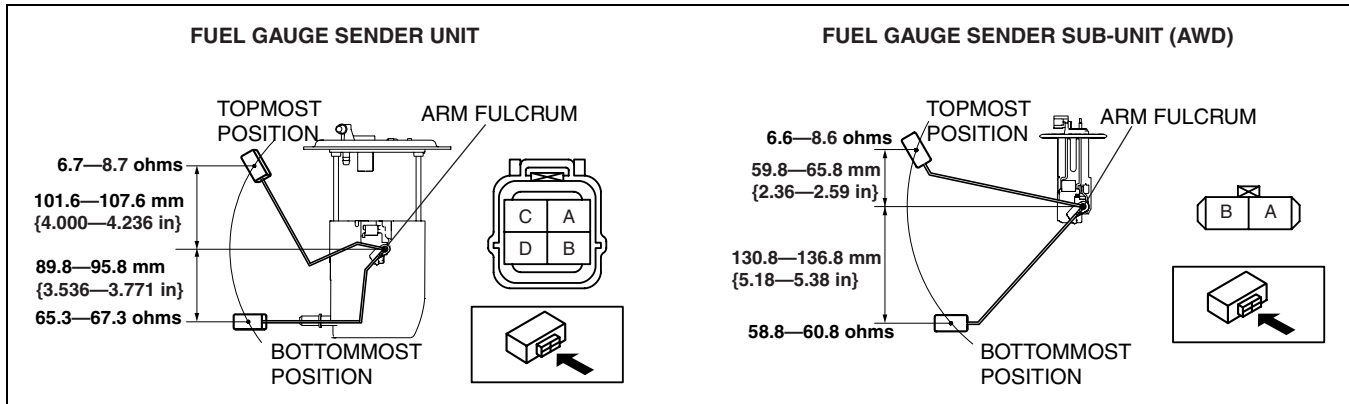 FUEL GAUGE SENDER UNIT
TOPMOST
POSITION
ARM FULCRUM
6.7—8.7 ohms
101.6—107.6 mm
{4.000—4.236 in}
89.8—95.8 mm
{3.536—3.771 in}
65.3—67.3 ohms
BOTTOMMOST
POSITION
C A
D B
FUEL GAUGE SENDER SUB-UNIT (AWD)
TOPMOST
POSITION
ARM FULCRUM
6.6—8.6 ohms
59.8—65.8 mm
{2.36—2.59 in}
130.8—136.8 mm
{5.18—5.38 in}
58.8—60.8 ohms
BOTTOMMOST
POSITION
B A